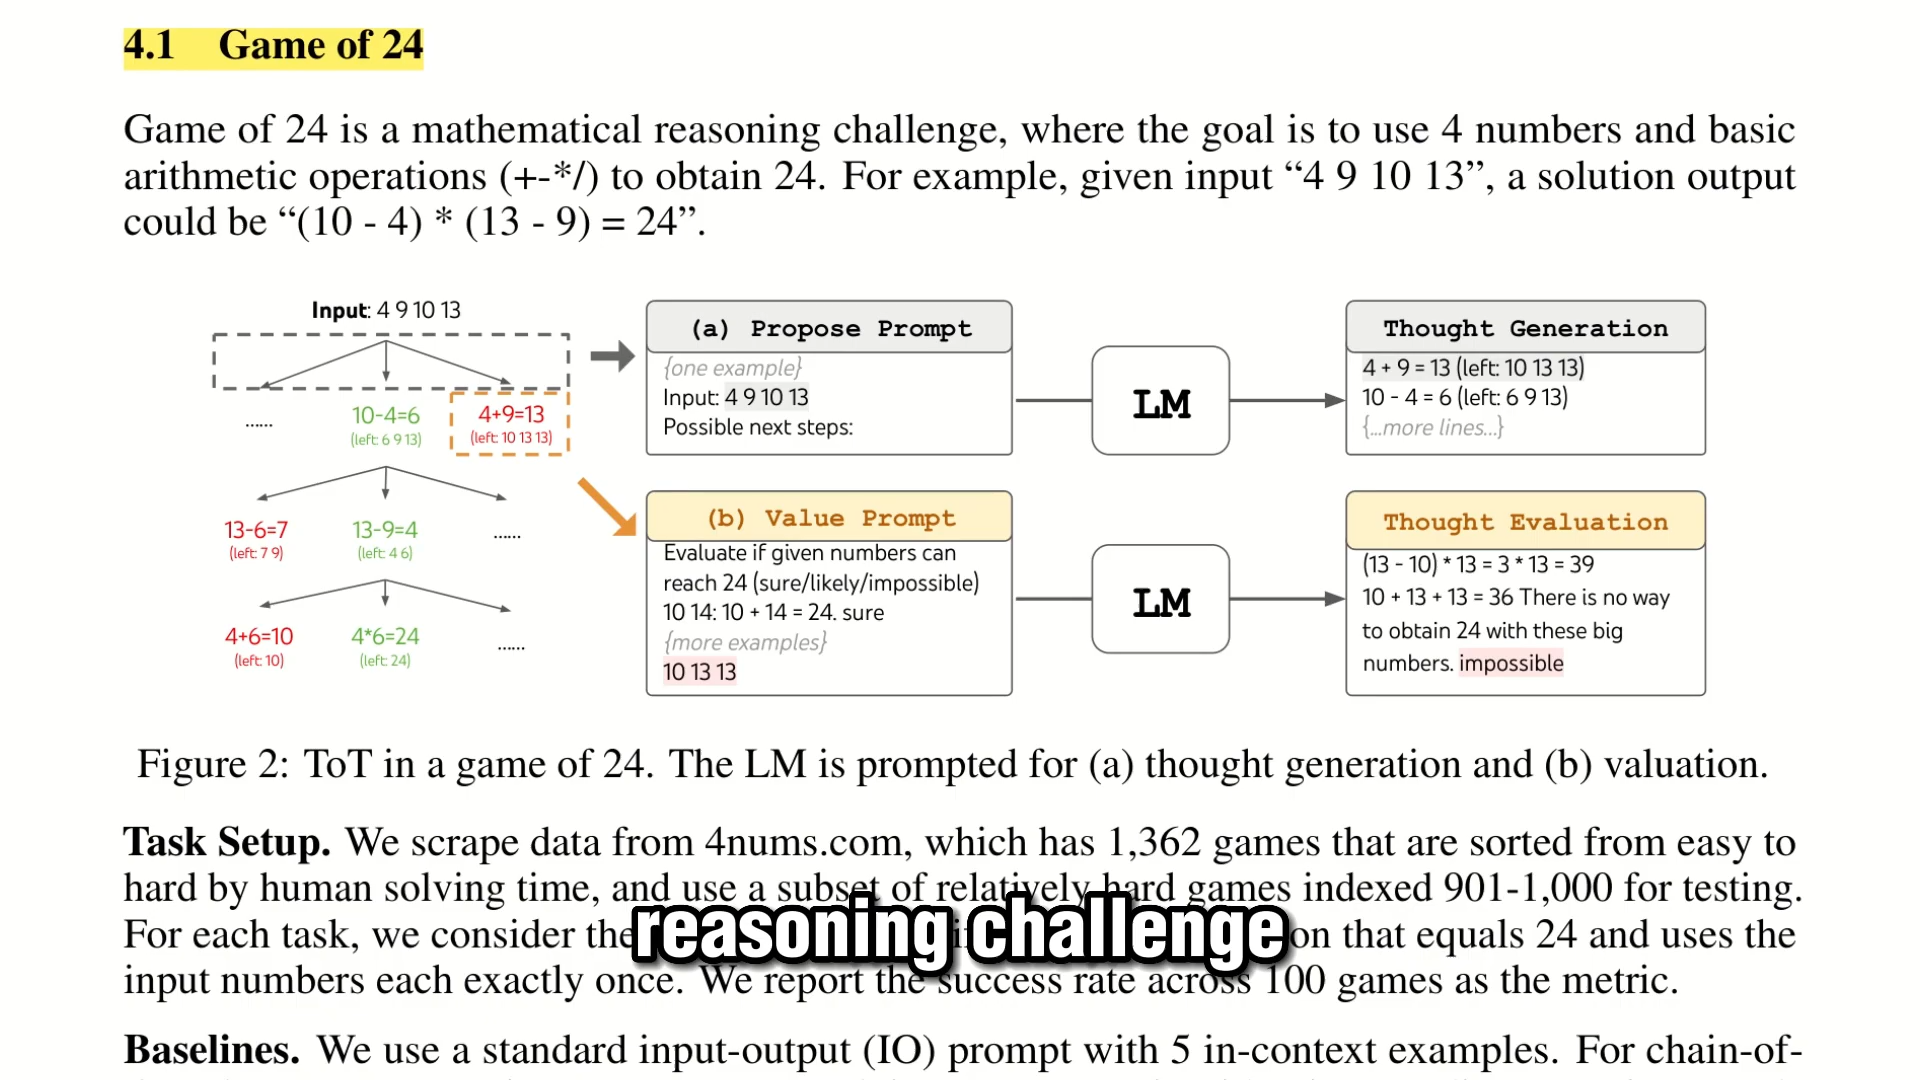 4.1 Game of 24
Game of 24 is a mathematical reasoning challenge, where the goal is to use 4 numbers and basic
arithmetic operations (+-*/) to obtain 24. For example, given input “4 9 10 13”, a solution output
could be “(10 - 4) * (13 - 9) = 24”.
Input: 4 9 10 13
......
10-4=6
(left: 6 9 13)
4+9=13
(left: 10 13 13)
13-6=7
(left: 7 9)
13-9=4
(left: 4 6)
......
4+6=10
(left: 10)
4*6=24
(left: 24)
......
(a) Propose Prompt
{one example}
Input: 4 9 10 13
Possible next steps:
LM
Thought Generation
4 + 9 = 13 (left: 10 13 13)
10 - 4 = 6 (left: 6 9 13)
{...more lines...}
(b) Value Prompt
Evaluate if given numbers can
reach 24 (sure/likely/impossible)
10 14: 10 + 14 = 24. sure
{more examples}
10 13 13
LM
Thought Evaluation
(13 - 10) * 13 = 3 * 13 = 39
10 + 13 + 13 = 36 There is no way
to obtain 24 with these big
numbers. impossible
Figure 2: ToT in a game of 24. The LM is prompted for (a) thought generation and (b) valuation.
Task Setup. We scrape data from 4nums.com, which has 1,362 games that are sorted from easy to
hard by human solving time, and use a subset of relatively hard games indexed 901-1,000 for testing.
For each task, we consider the on that equals 24 and uses the
reasoning challenge
input numbers each exactly once. We report the success rate across 100 games as the metric.
Baselines. We use a standard input-output (IO) prompt with 5 in-context examples. For chain-of-